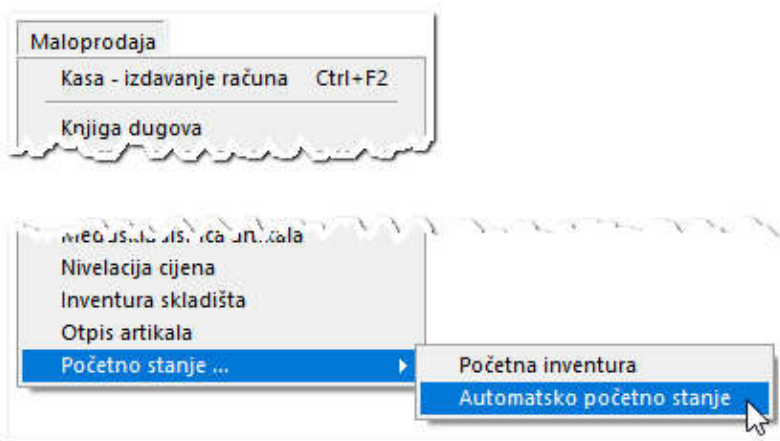 Maloprodaja
Kasa - izdavanje računa Ctrl+F2
Knjiga dugova
Nivelacija cijena
Inventura skladišta
Otpis artikala
Početno stanje ...
Početna inventura
Automatsko početno stanje